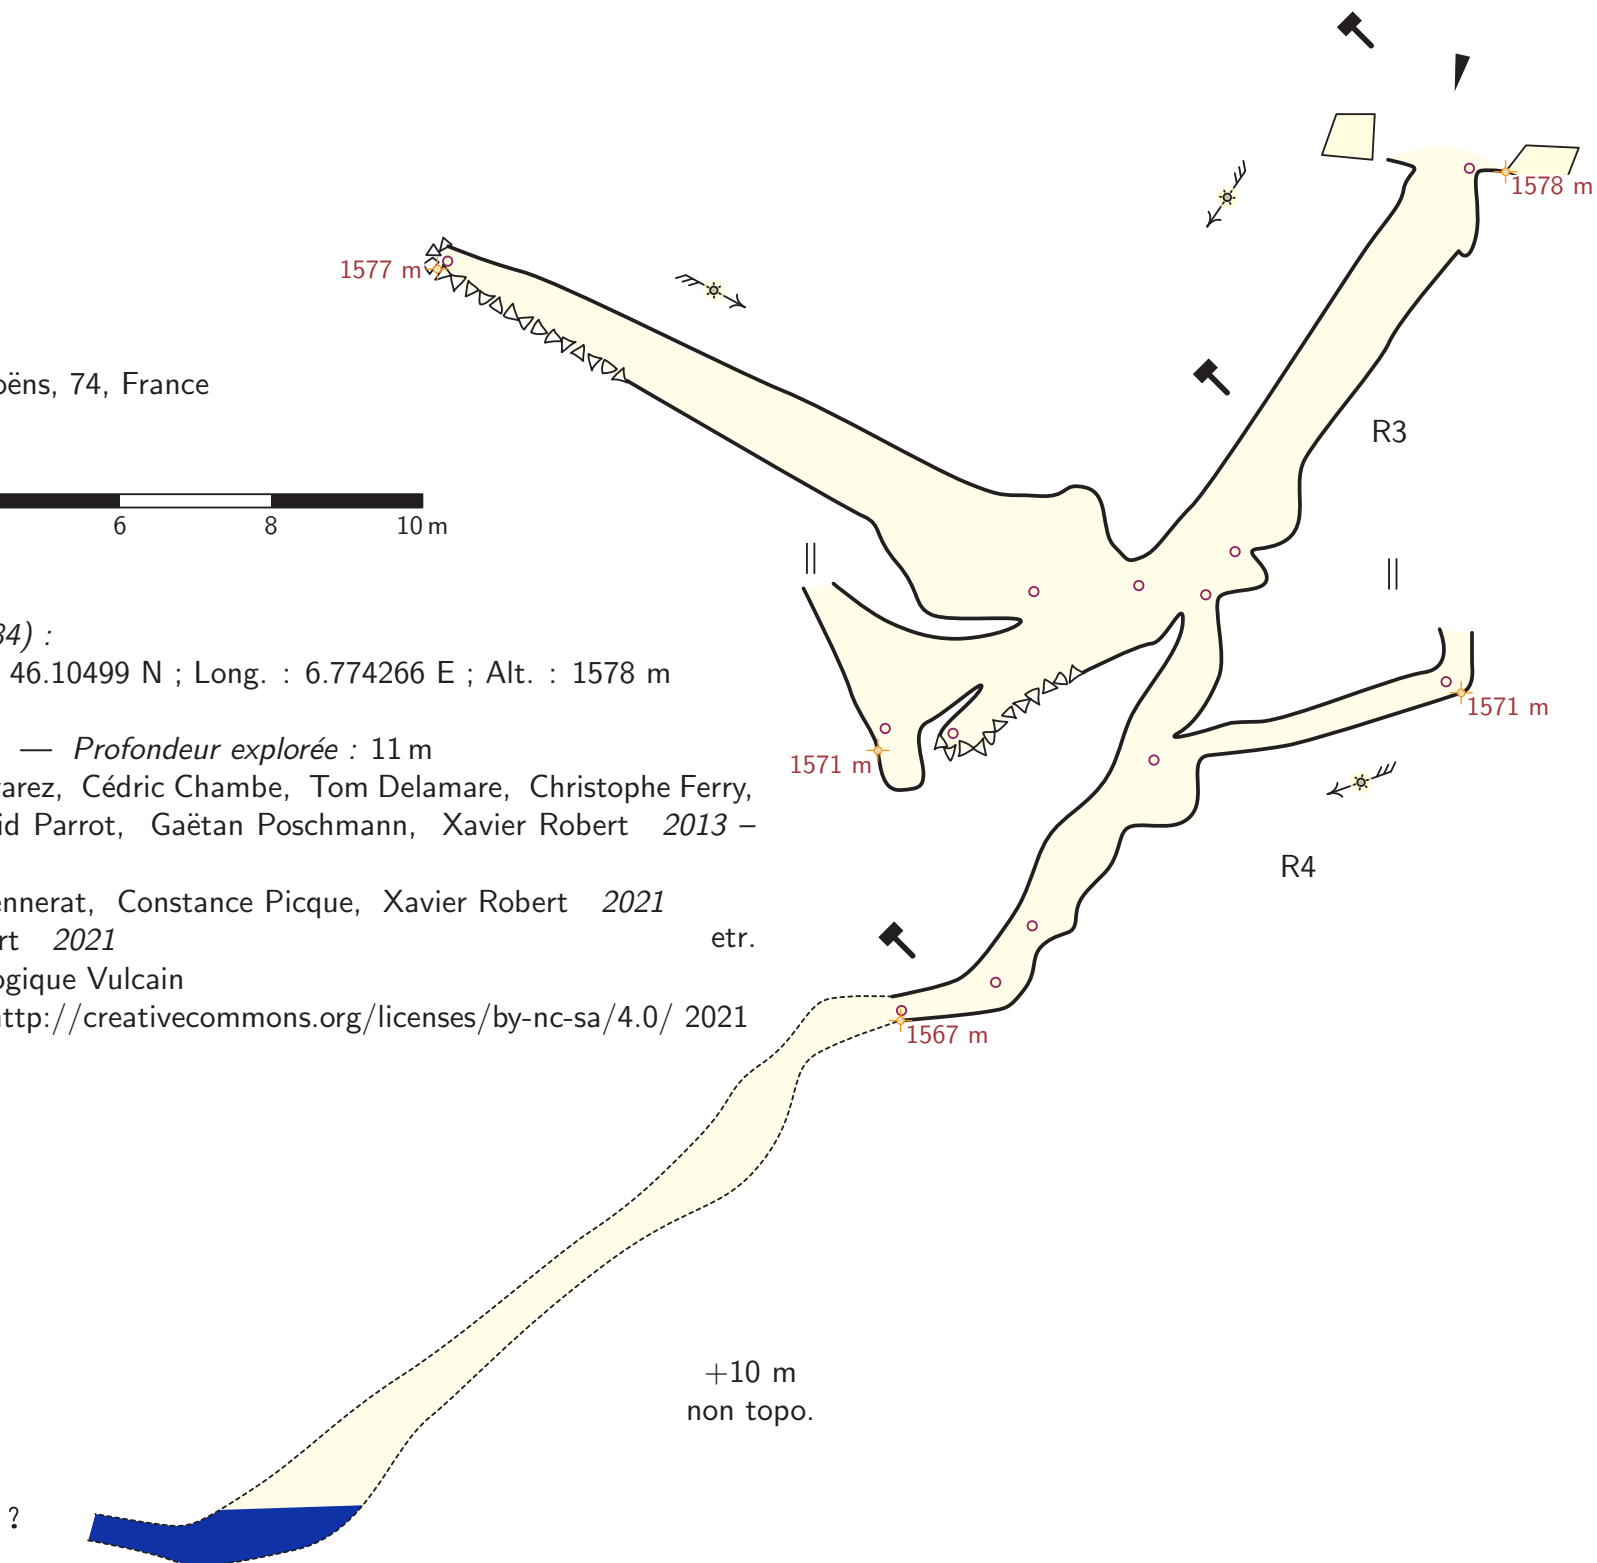 1578 m
1577 m
oëns, 74, France
R3
6 8 10 m
84) :
46.10499 N ; Long. : 6.774266 E ; Alt. : 1578 m
1571 m
— Profondeur explorée : 11 m
1571 m
arez, Cédric Chambe, Tom Delamare, Christophe Ferry,
id Parrot, Gaëtan Poschmann, Xavier Robert 2013 –
R4
ennerat, Constance Picque, Xavier Robert 2021
rt 2021 etr.
ogique Vulcain
http://creativecommons.org/licenses/by-nc-sa/4.0/ 2021
1567 m
+10 m
non topo.
?